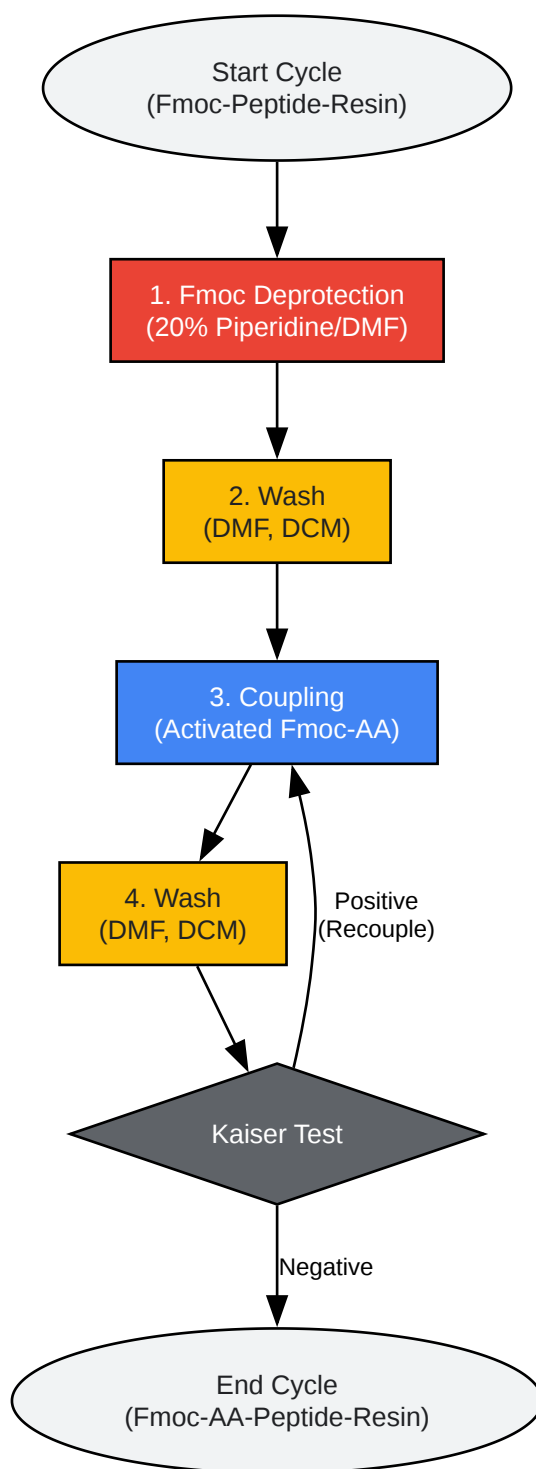 Start Cycle
(Fmoc-Peptide-Resin)
1. Fmoc Deprotection
(20% Piperidine/DMF)
2. Wash
(DMF, DCM)
3. Coupling
(Activated Fmoc-AA)
4. Wash
(DMF, DCM)
Positive
(Recouple)
Kaiser Test
Negative
End Cycle
(Fmoc-AA-Peptide-Resin)